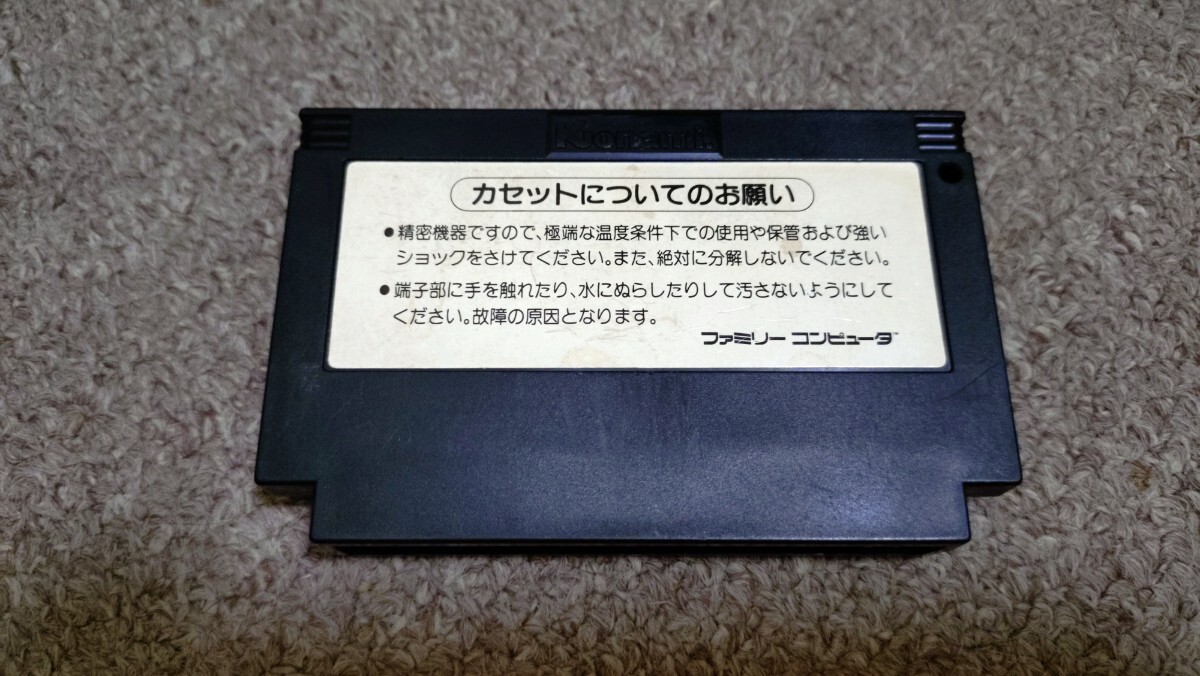 Konami
カセットについてのお願い
●精密機器ですので、極端な温度条件下での使用や保管および強い
ショックをさけてください。また、絶対に分解しないでください。
●端子部に手を触れたり、水にぬらしたりして汚さないようにして
ください。故障の原因となります。
ファミリー コンピュータ™